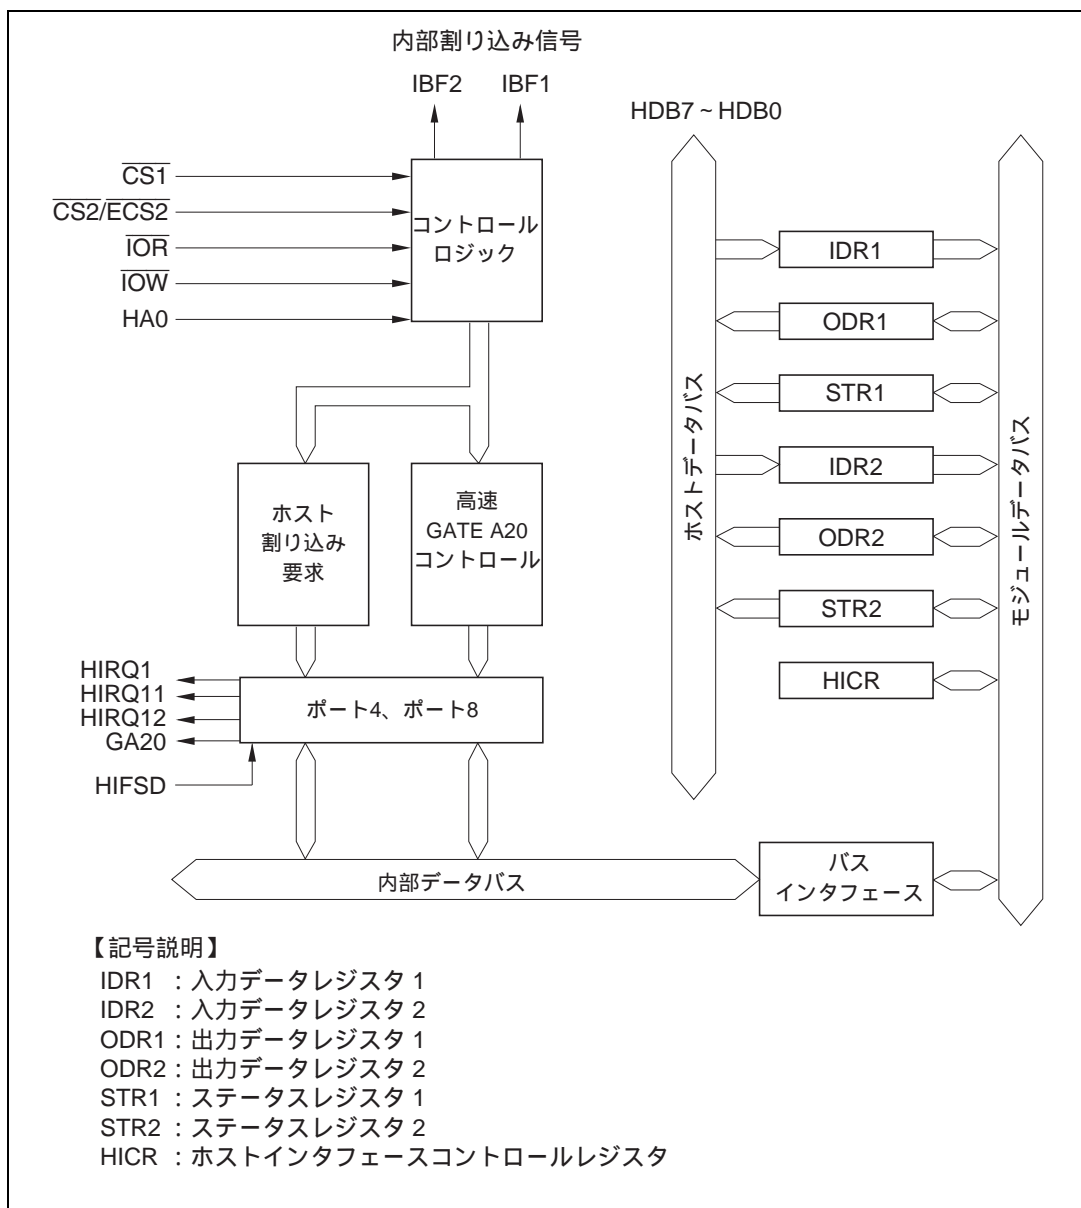 内部割り込み信号
IBF2 IBF1
HDB7 ~ HDB0
CS1
CS2/ECS2
IOR
IOW
HA0
コントロール
ロジック
ホスト
割り込み
要求
高速
GATE A20
コントロール
HIRQ1
HIRQ11
HIRQ12
GA20
HIFSD
ポート4、ポート8
ホストデータバス
IDR1
ODR1
STR1
IDR2
ODR2
STR2
HICR
モジュールデータバス
内部データバス
バス
インタフェース
【記号説明】
IDR1 : 入力データレジスタ 1
IDR2 : 入力データレジスタ 2
ODR1 : 出力データレジスタ 1
ODR2 : 出力データレジスタ 2
STR1 : ステータスレジスタ 1
STR2 : ステータスレジスタ 2
HICR : ホストインタフェースコントロールレジスタ